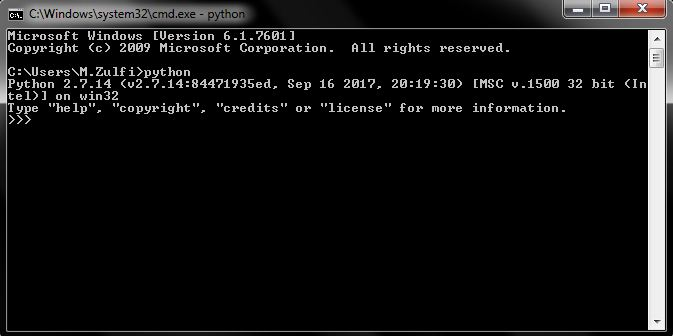 C:\Windows\system32\cmd.exe - python
Microsoft Windows [Version 6.1.7601]
Copyright (c) 2009 Microsoft Corporation.  All rights reserved.
C:\Users\M.Zulfi>python
Python 2.7.14 (v2.7.14:84471935ed, Sep 16 2017, 20:19:30) [MSC v.1500 32 bit (In
tel)] on win32
Type "help", "copyright", "credits" or "license" for more information.
>>>